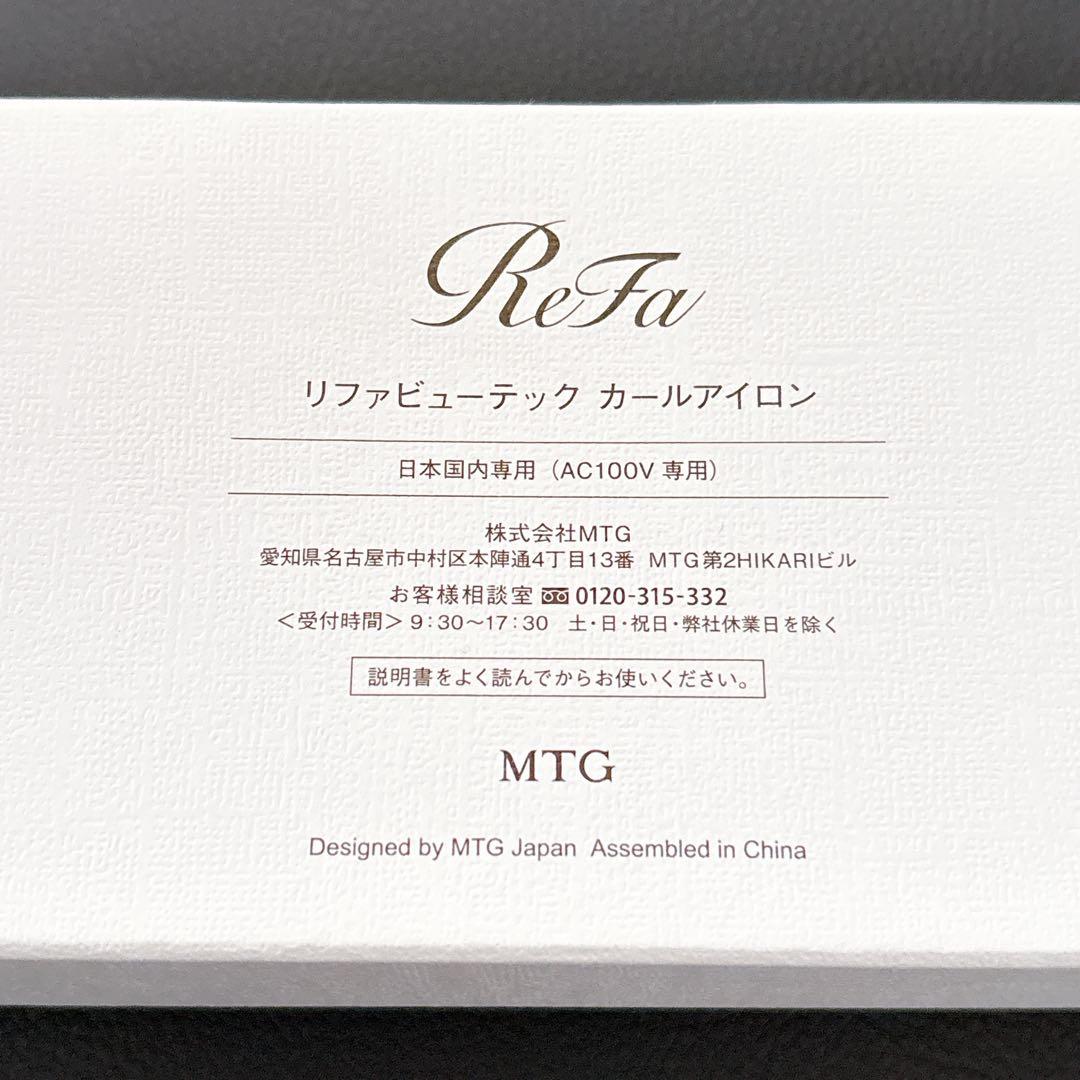 ReFa
リファビューテック カールアイロン
日本国内専用（AC100V 専用）
株式会社MTG
愛知県名古屋市中村区本陣通4丁目13番 MTG第2HIKARIビル
お客様相談室 0120-315-332
＜受付時間＞9：30〜17：30 土・日・祝日・弊社休業日を除く
説明書をよく読んでからお使いください。
MTG
Designed by MTG Japan Assembled in China